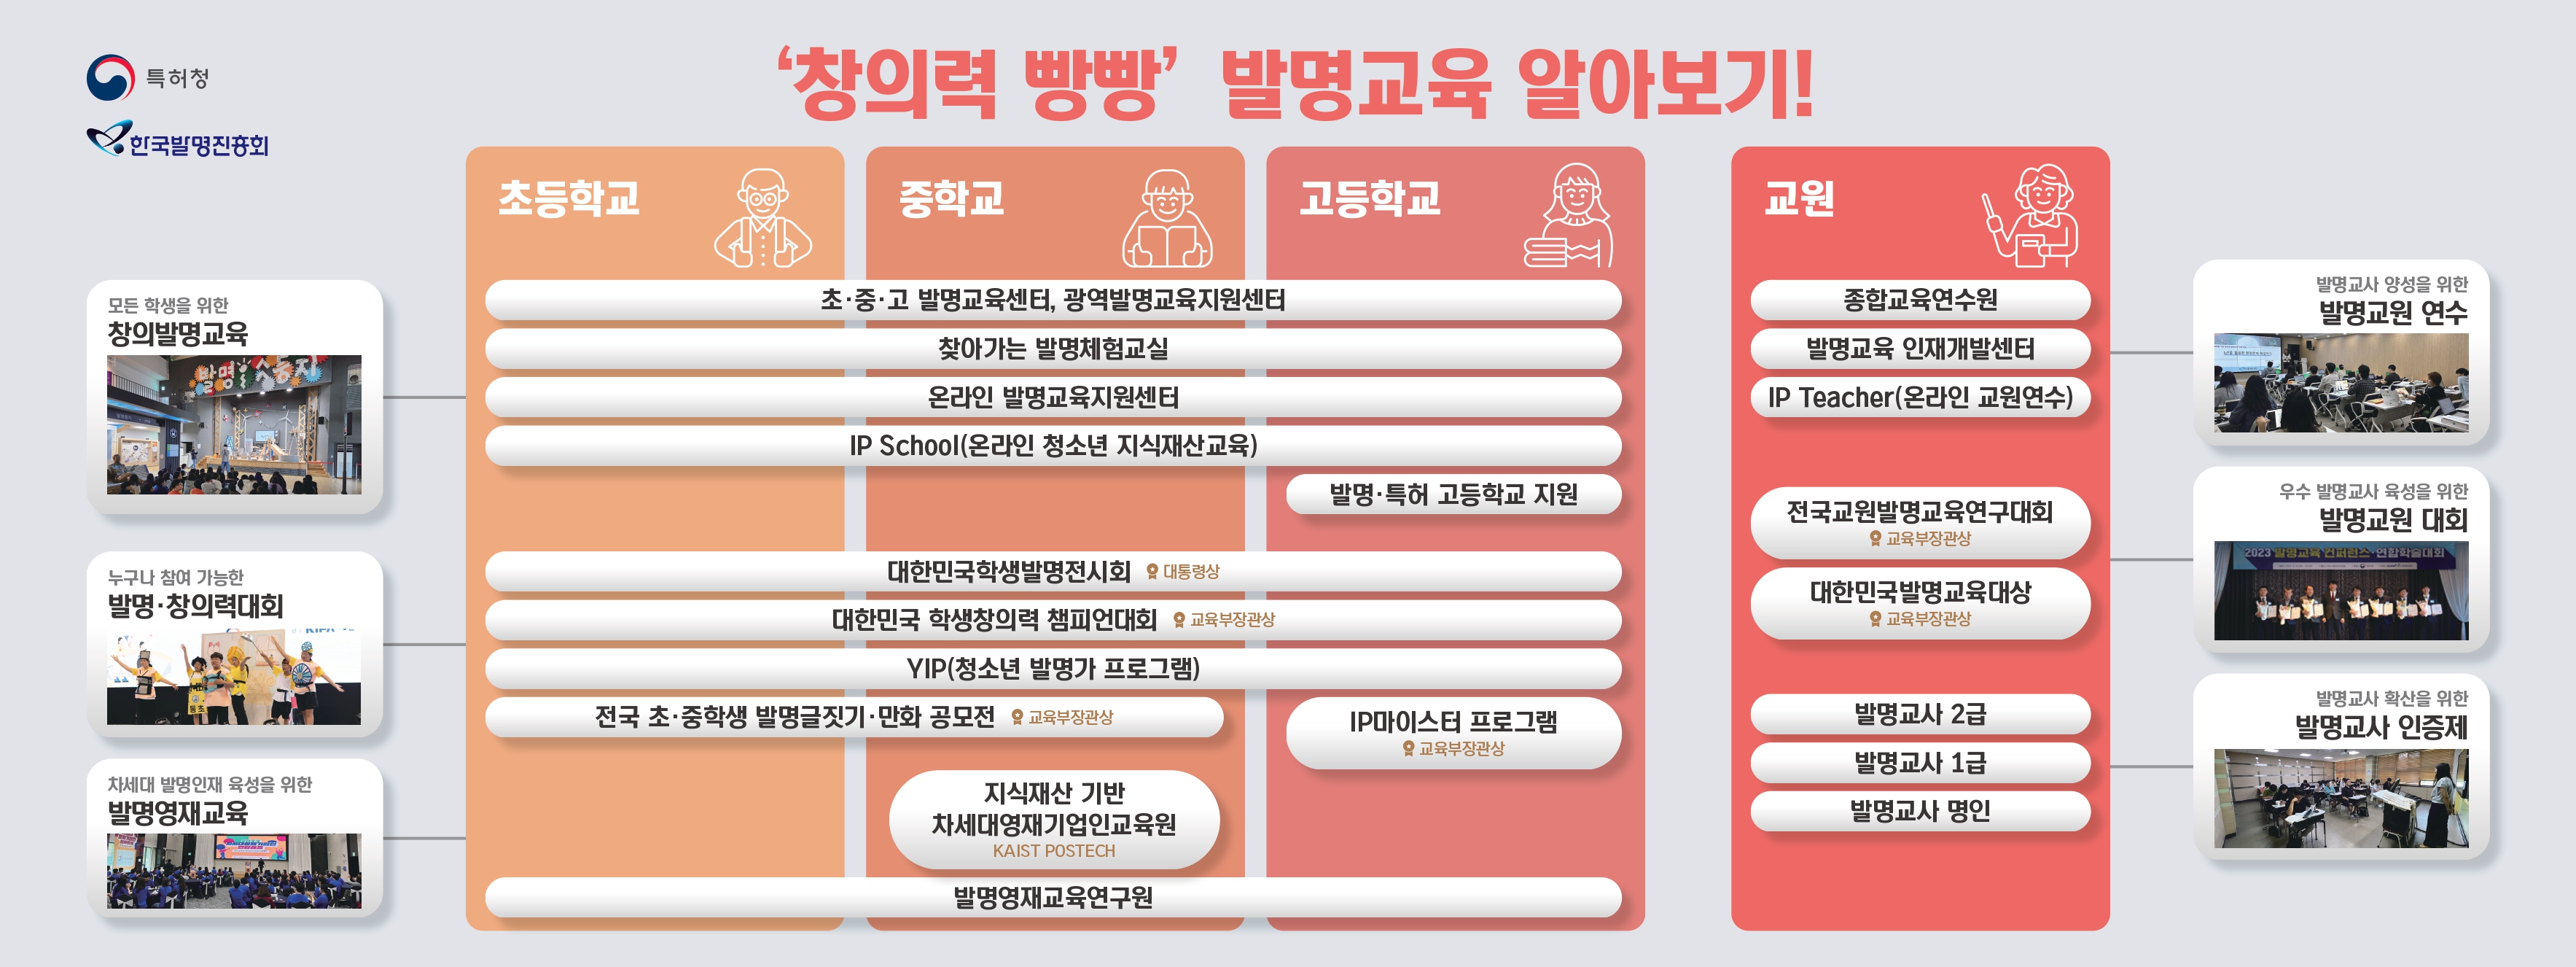 특허청
한국발명진흥회
‘창의력 빵빵’ 발명교육 알아보기!
초등학교
중학교
고등학교
교원
모든 학생을 위한
창의발명교육
발명
초·중·고 발명교육센터, 광역발명교육지원센터
찾아가는 발명체험교실
온라인 발명교육지원센터
IP School(온라인 청소년 지식재산교육)
발명·특허 고등학교 지원
누구나 참여 가능한
발명·창의력대회
대한민국학생발명전시회 대통령상
대한민국 학생창의력 챔피언대회 교육부장관상
YIP(청소년 발명가 프로그램)
전국 초·중학생 발명글짓기·만화 공모전 교육부장관상
IP마이스터 프로그램
교육부장관상
차세대 발명인재 육성을 위한
발명영재교육
지식재산 기반
차세대영재기업인교육원
KAIST POSTECH
발명영재교육연구원
종합교육연수원
발명교육 인재개발센터
IP Teacher(온라인 교원연수)
발명교사 양성을 위한
발명교원 연수
전국교원발명교육연구대회
교육부장관상
대한민국발명교육대상
교육부장관상
우수 발명교사 육성을 위한
발명교원 대회
2023 발명교육 컨퍼런스·연합학술대회
발명교사 2급
발명교사 1급
발명교사 명인
발명교사 확산을 위한
발명교사 인증제